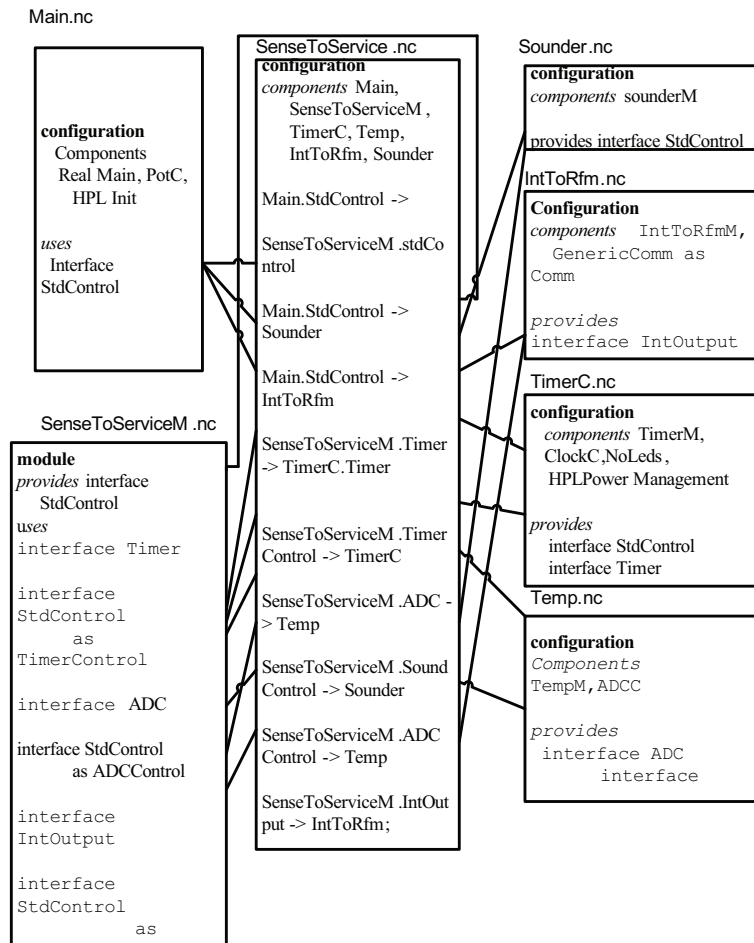 Main.nc
configuration
Components
Real Main, PotC,
HPL Init
uses
Interface
StdControl
SenseToServiceM .nc
module
provides interface
StdControl
uses
interface Timer
interface
StdControl
as
TimerControl
interface ADC
interface StdControl
as ADCControl
interface
IntOutput
interface
StdControl
as
SenseToService .nc
configuration
components Main,
SenseToServiceM ,
TimerC, Temp,
IntToRfm, Sounder
Main.StdControl ->
SenseToServiceM .stdCo
ntrol
Main.StdControl ->
Sounder
Main.StdControl ->
IntToRfm
SenseToServiceM .Timer
-> TimerC.Timer
SenseToServiceM .Timer
Control -> TimerC
SenseToServiceM .ADC -
> Temp
SenseToServiceM .Sound
Control -> Sounder
SenseToServiceM .ADC
Control -> Temp
SenseToServiceM .IntOut
put -> IntToRfm;
Sounder.nc
configuration
components sounderM
provides interface StdControl
IntToRfm.nc
Configuration
components IntToRfmM,
GenericComm as
Comm
provides
interface IntOutput
TimerC.nc
configuration
components TimerM,
ClockC,NoLeds,
HPLPower Management
provides
interface StdControl
interface Timer
Temp.nc
configuration
Components
TempM,ADCC
provides
interface ADC
interface